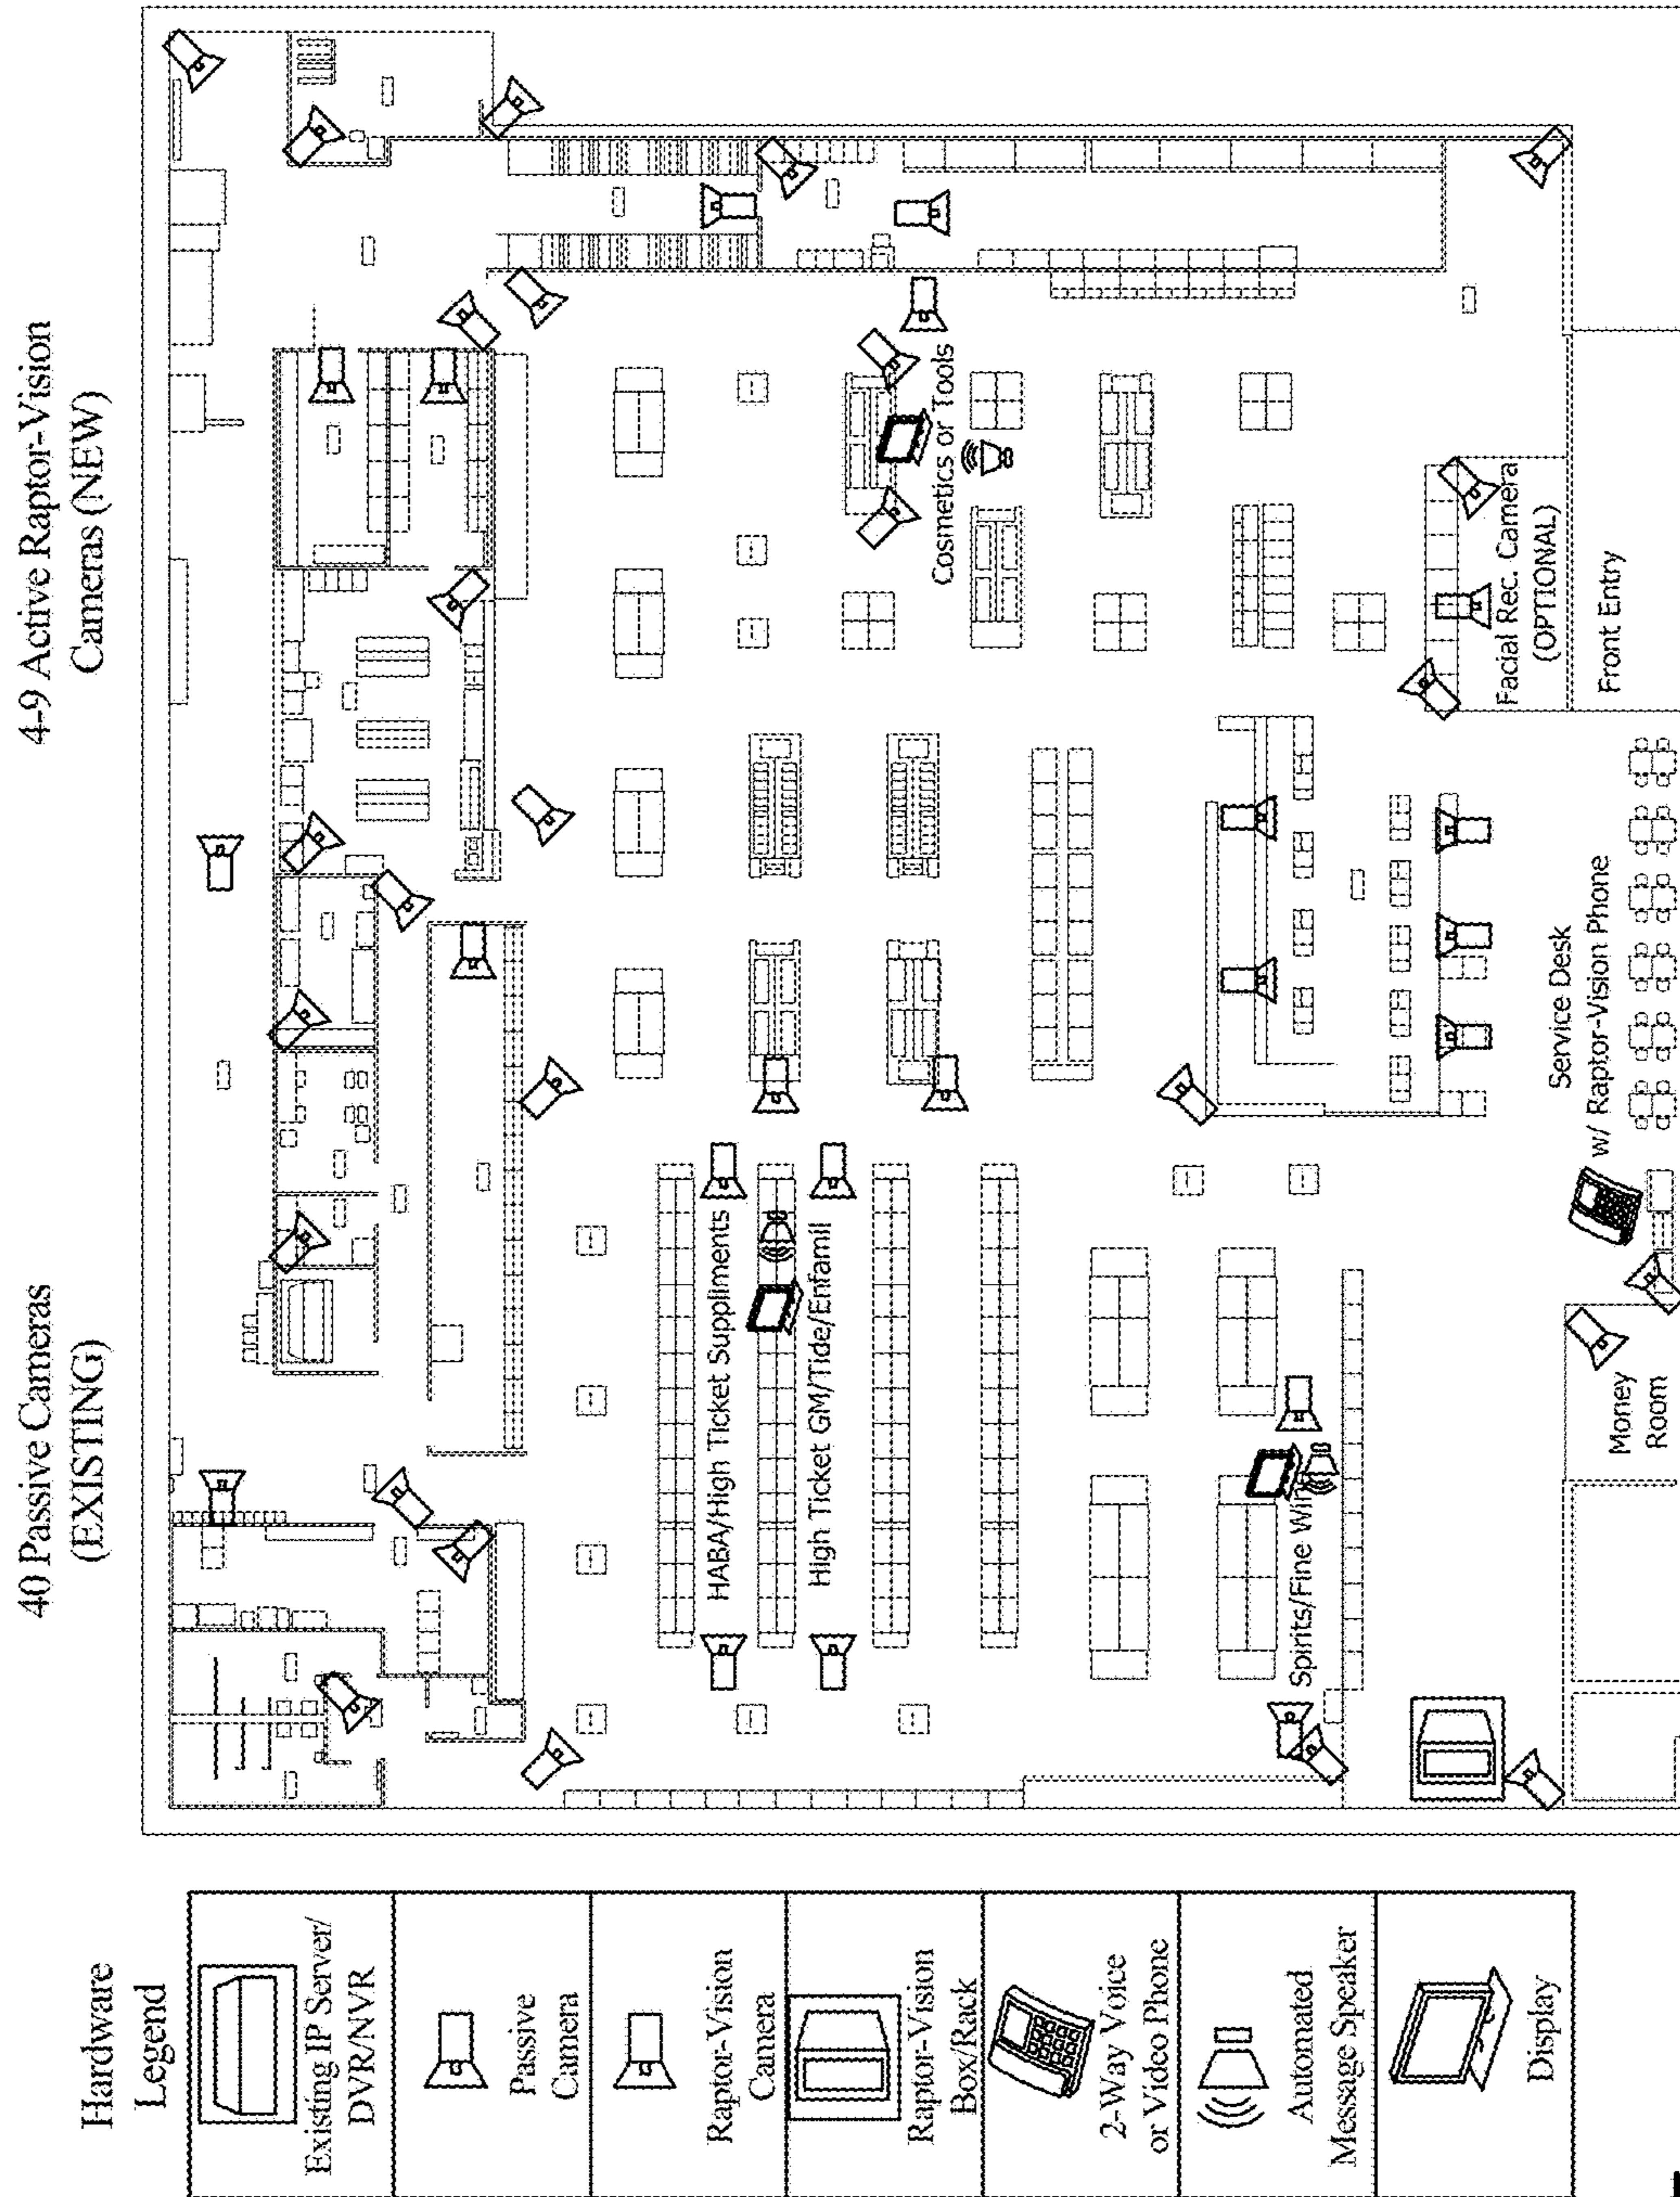 40 Passive Cameras
(EXISTING)
4-9 Active Raptor-Vision
Cameras (NEW)
Hardware
Legend
Existing IP Server/
DVR/NVR
Passive
Camera
Raptor-Vision
Camera
Raptor-Vision
Box/Rack
2-Way Voice
or Video Phone
Automated
Message Speaker
Display
HABA/High Ticket Suppliments
High Ticket GM/Tide/Enfamil
Spirits/Fine Wine
Cosmetics or Tools
Facial Rec. Camera
(OPTIONAL)
Front Entry
Service Desk
w/ Raptor-Vision Phone
Money
Room